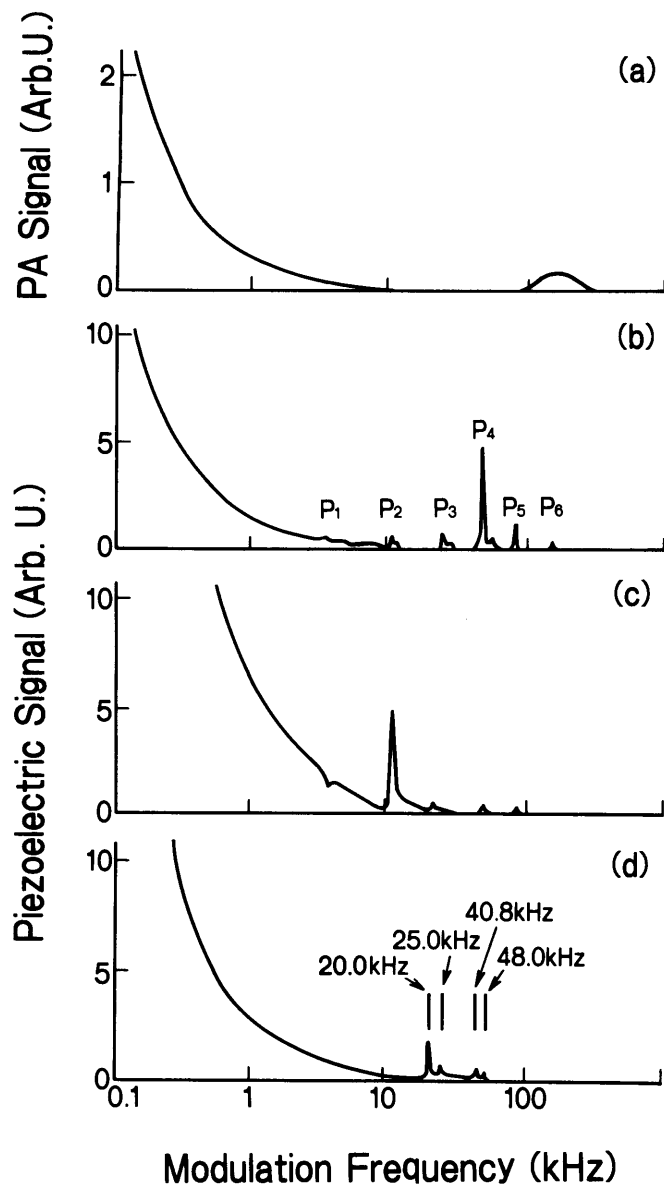 PA Signal (Arb.U.)
2
1
0
(a)
Piezoelectric Signal (Arb. U.)
10
5
0
(b)
P1
P2
P3
P4
P5
P6
10
5
0
(c)
10
5
0
(d)
20.0kHz
25.0kHz
40.8kHz
48.0kHz
0.1
1
10
100
Modulation Frequency (kHz)